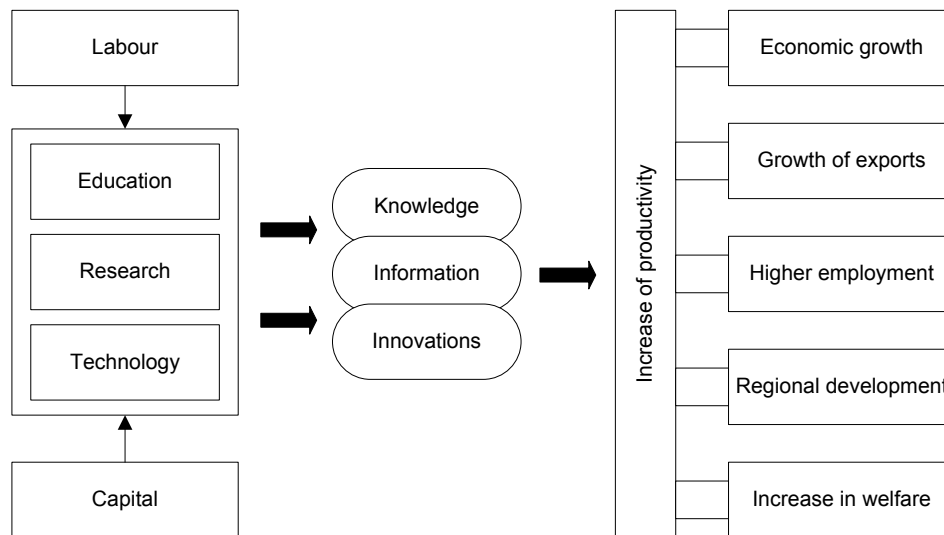 Labour
Education
Research
Technology
Capital
Knowledge
Information
Innovations
Increase of productivity
Economic growth
Growth of exports
Higher employment
Regional development
Increase in welfare